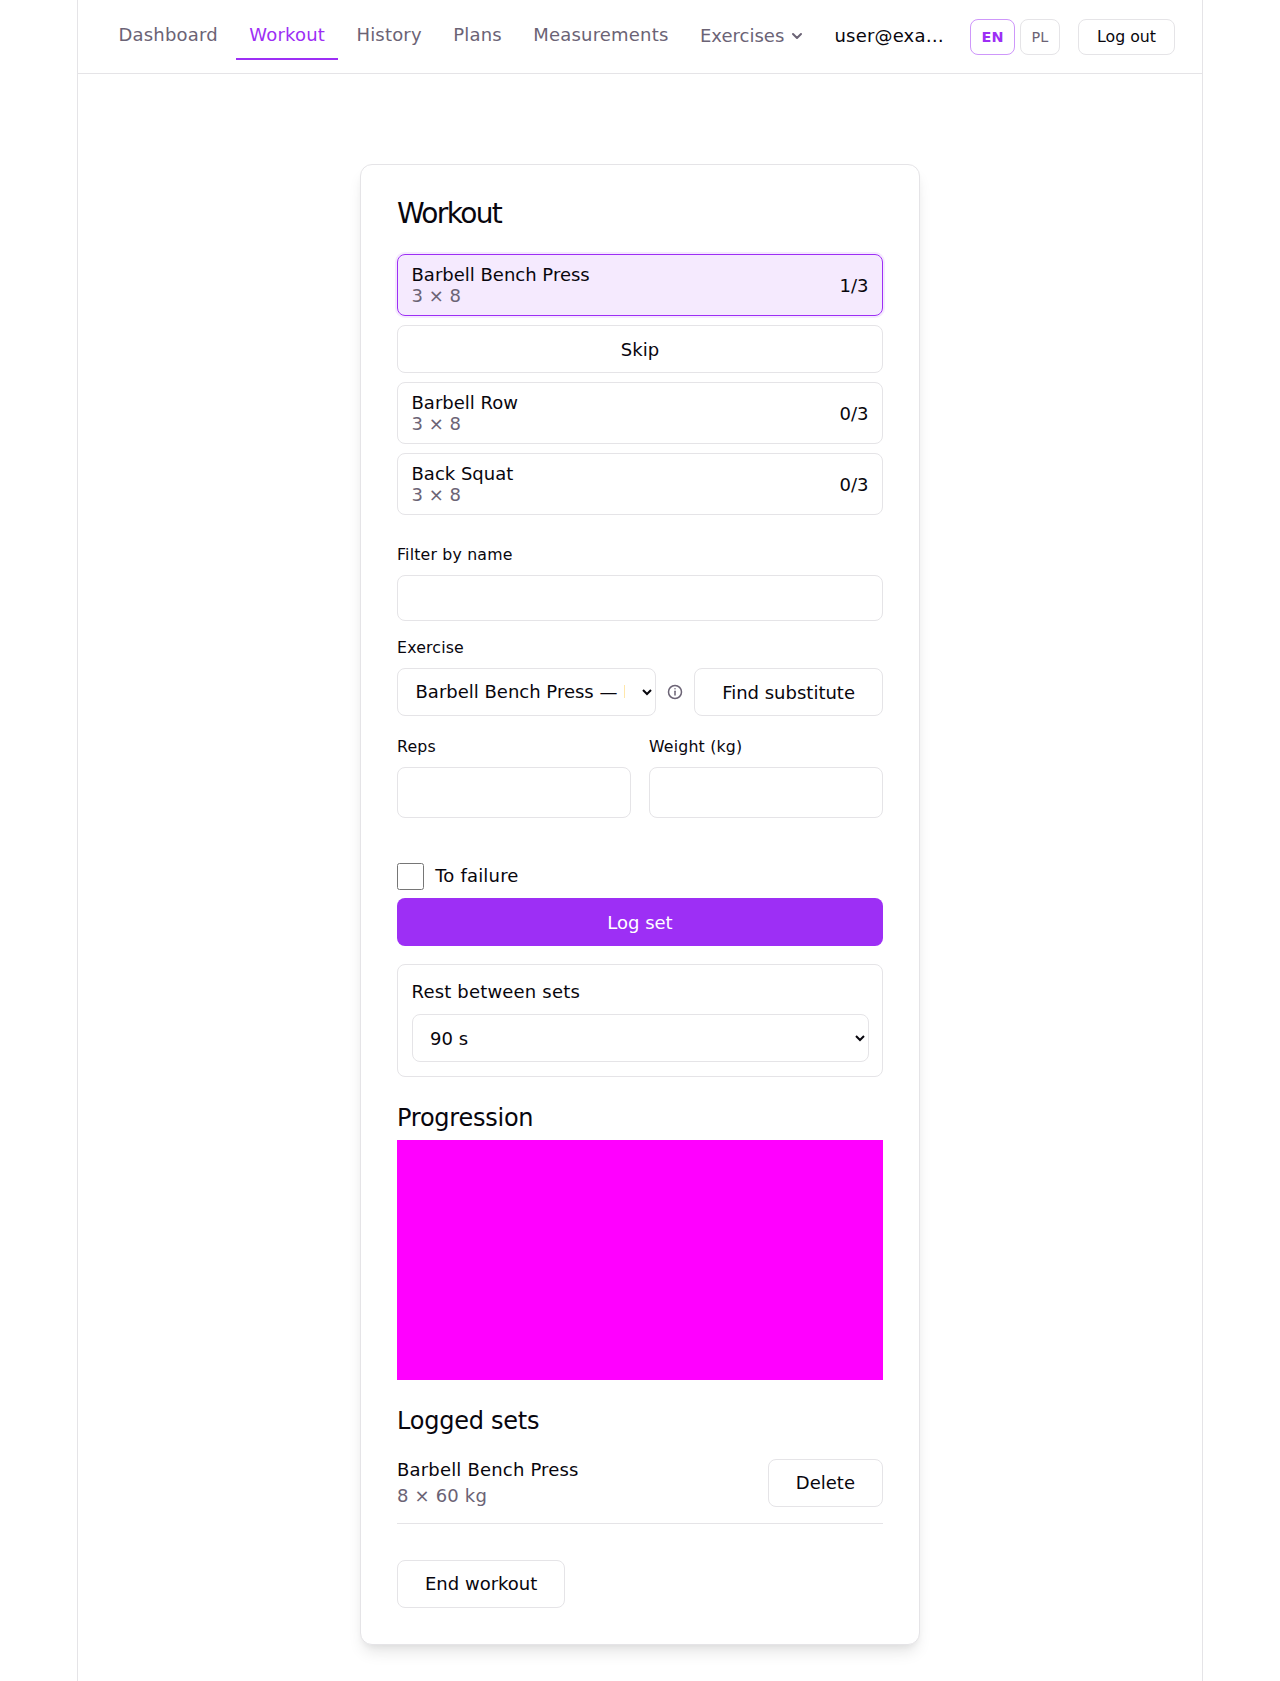 Dashboard Workout History Plans Measurements Exercises user@exa... EN PL Log out
Workout
Barbell Bench Press
3 × 8
1/3
Skip
Barbell Row
3 × 8
0/3
Back Squat
3 × 8
0/3
Filter by name
Exercise
Barbell Bench Press —
Find substitute
Reps Weight (kg)
To failure
Log set
Rest between sets
90 s
Progression
Logged sets
Barbell Bench Press
8 × 60 kg
Delete
End workout